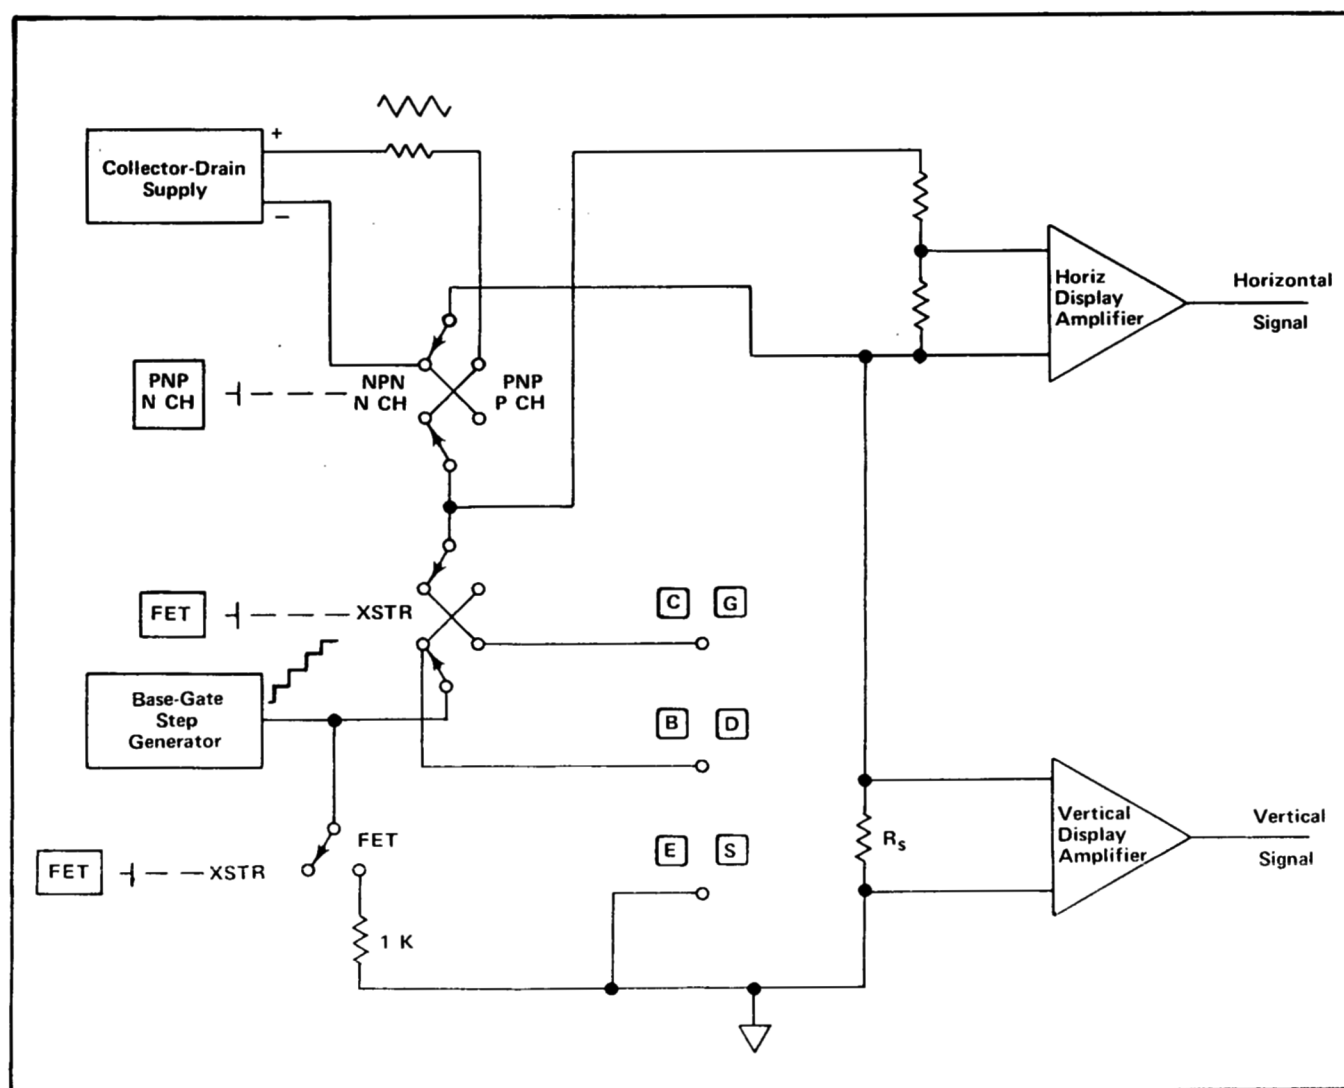 +
Collector-Drain
Supply
−
Horiz
Display
Amplifier
Horizontal
Signal
PNP
N CH
NPN
N CH
PNP
P CH
FET
XSTR
C G
Base-Gate
Step
Generator
B D
Vertical
Display
Amplifier
Vertical
Signal
Rs
FET
E S
FET
XSTR
1 K